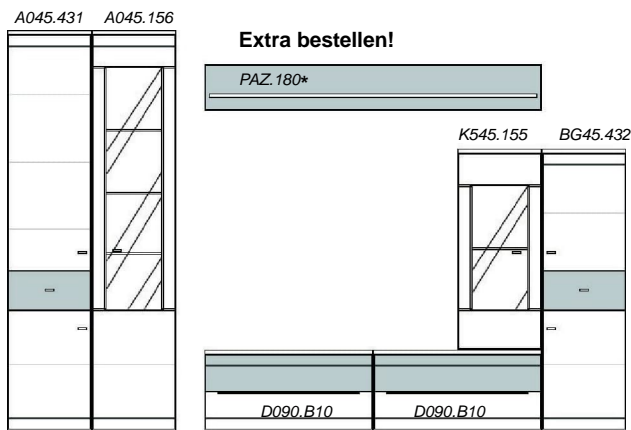 A045.431 A045.156
Extra bestellen!
PAZ.180*
K545.155 BG45.432
D090.B10 D090.B10